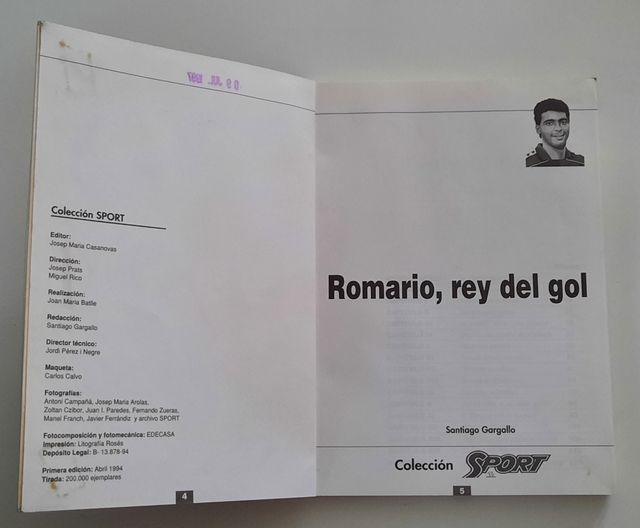 Colección SPORT
Editor:
Josep Maria Casanovas
Dirección:
Josep Prats
Miguel Rico
Realización:
Joan Maria Batlle
Redacción:
Santiago Gargallo
Director técnico:
Jordi Pérez i Negre
Maqueta:
Carlos Calvo
Fotografías:
Antoni Campañá, Josep Maria Arolas,
Zoltan Czibor, Juan I. Paredes, Fernando Zueras,
Manel Franch, Javier Ferrándiz y archivo SPORT
Fotocomposición y fotomecánica: EDECASA
Impresión: Litografía Rosés
Depósito Legal: B- 13.878-94
Primera edición: Abril 1994
Tirada: 200.000 ejemplares
4
Romario, rey del gol
Santiago Gargallo
Colección SPORT
5